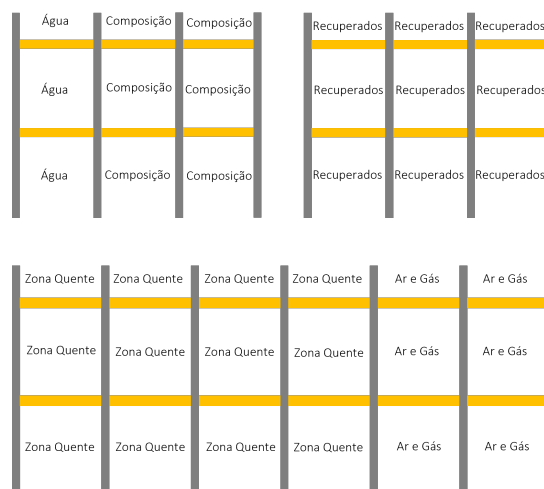 Água Composição Composição
Água Composição Composição
Água Composição Composição
Recuperados Recuperados Recuperados
Recuperados Recuperados Recuperados
Recuperados Recuperados Recuperados
Zona Quente Zona Quente Zona Quente Zona Quente Ar e Gás Ar e Gás
Zona Quente Zona Quente Zona Quente Zona Quente Ar e Gás Ar e Gás
Zona Quente Zona Quente Zona Quente Zona Quente Ar e Gás Ar e Gás